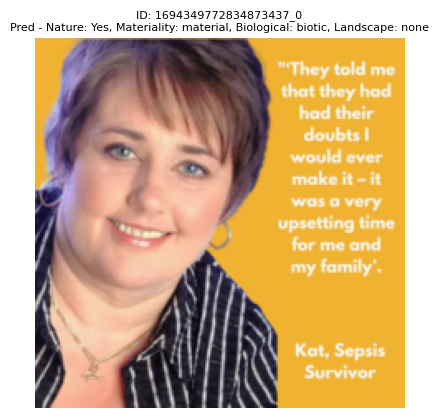 ID: 1694349772834873437_0
Pred - Nature: Yes, Materiality: material, Biological: biotic, Landscape: none
"'They told me
that they had
had their
doubts I
would ever
make it – it
was a very
upsetting time
for me and
my family'.
Kat, Sepsis
Survivor